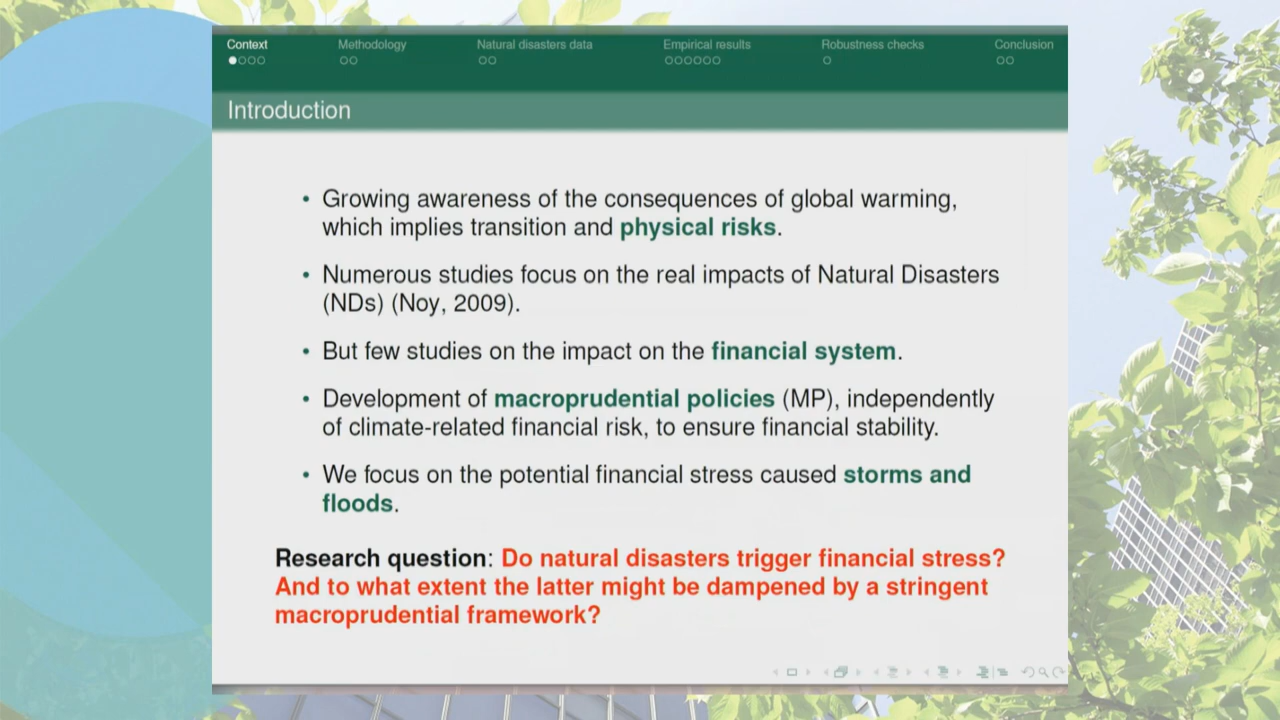 Context Methodology Natural disasters data Empirical results Robustness checks Conclusion
Introduction
• Growing awareness of the consequences of global warming,
which implies transition and physical risks.
• Numerous studies focus on the real impacts of Natural Disasters
(NDs) (Noy, 2009).
• But few studies on the impact on the financial system.
• Development of macroprudential policies (MP), independently
of climate-related financial risk, to ensure financial stability.
• We focus on the potential financial stress caused storms and
floods.
Research question: Do natural disasters trigger financial stress?
And to what extent the latter might be dampened by a stringent
macroprudential framework?